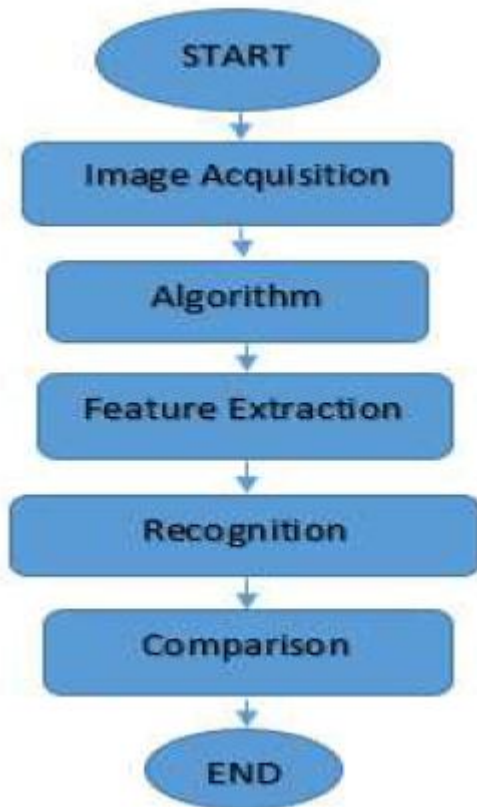 START
Image Acquisition
Algorithm
Feature Extraction
Recognition
Comparison
END